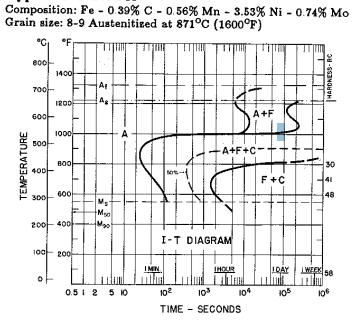 Composition: Fe - 0.39% C - 0.56% Mn - 3.53% Ni - 0.74% Mo
Grain size: 8-9 Austenitized at 871°C (1600°F)
°C °F
800
1400
700
600
1200
500
1000
400
800
300
600
200
400
100
200
0
TEMPERATURE
HARDNESS-RC
Af
As
A
A+F
A+F+C
F+C
50%
Ms
M50
M90
30
41
48
58
I-T DIAGRAM
1 MIN.
1 HOUR
1 DAY
1 WEEK
0.5 1 2 5 10 10² 10³ 10⁴ 10⁵ 10⁶
TIME - SECONDS